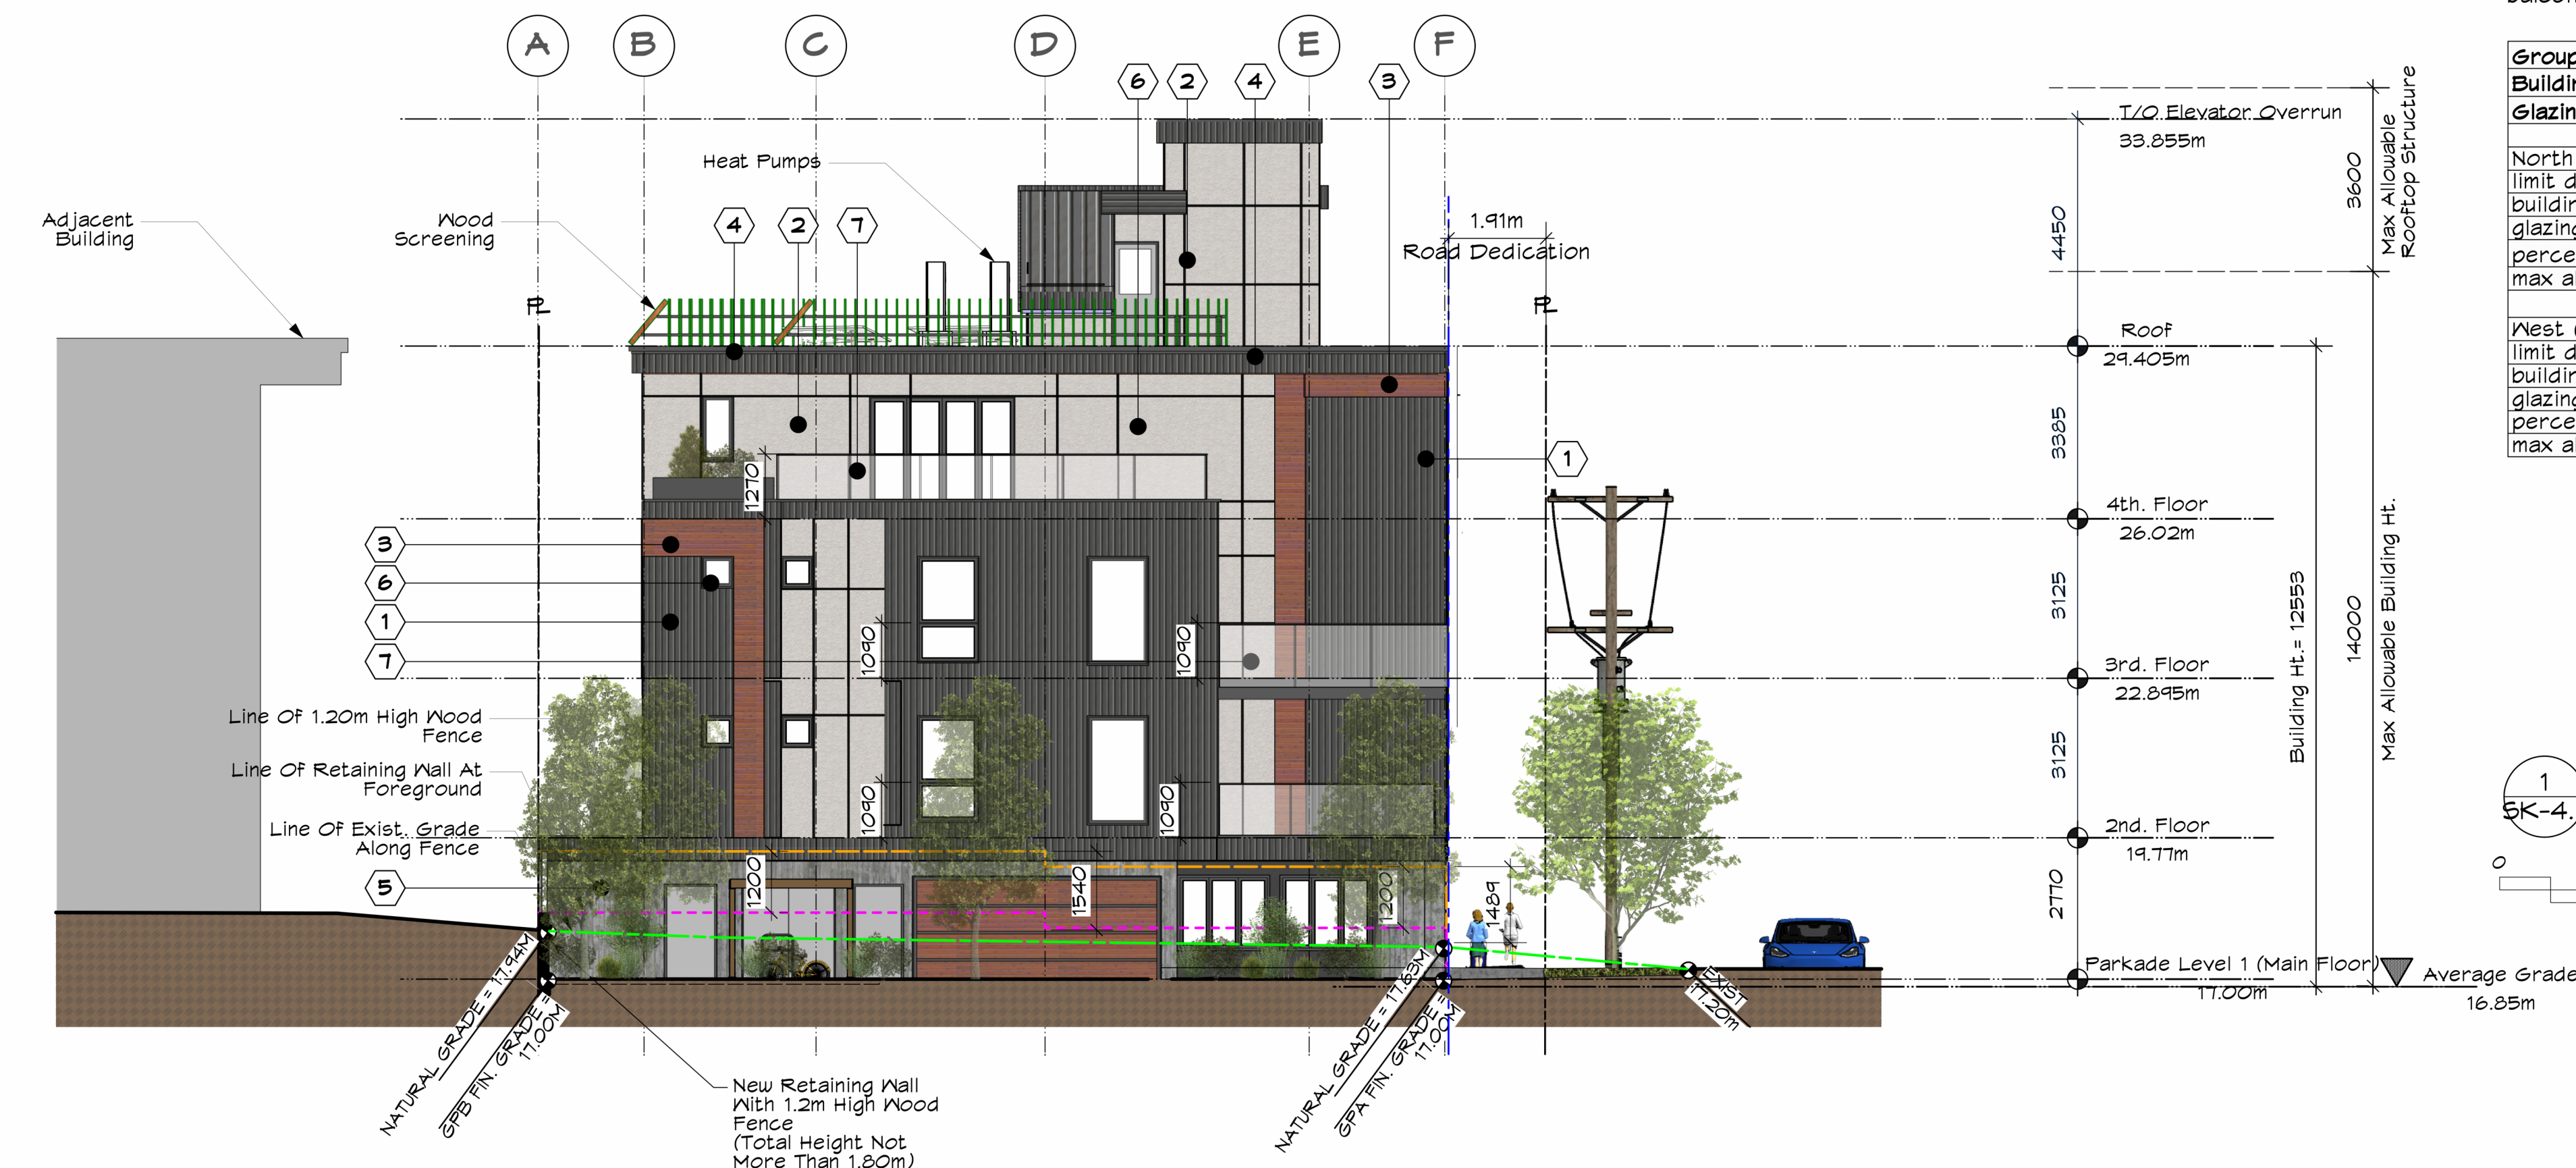 A
B
C
D
E
F
6
2
4
3
Heat Pumps
Adjacent
Building
Wood
Screening
4
2
7
1.91m
Road Dedication
PL
PL
T/O Elevator Overrun
33.855m
4450
3600
Max Allowable
Rooftop Structure
Roof
29.405m
3385
1270
1
4th. Floor
26.02m
3
6
1
7
1090
1090
3125
Building Ht.= 12553
14000
Max Allowable Building Ht.
3rd. Floor
22.895m
Line Of 1.20m High Wood
Fence
Line Of Retaining Wall At
Foreground
3125
1090
1090
Line Of Exist. Grade
Along Fence
2nd. Floor
19.77m
5
1200
1540
1200
1489
2770
Parkade Level 1 (Main Floor)
17.00m
Average Grade
16.85m
NATURAL GRADE = 17.94M
GPB FIN. GRADE =
17.00M
NATURAL GRADE = 17.63M
GPA FIN. GRADE =
17.00M
EXIST
17.20m
New Retaining Wall
With 1.2m High Wood
Fence
(Total Height Not
More Than 1.80m)
Group
Buildin
Glazin
North
limit d
buildin
glazing
perce
max a
West (
limit d
buildin
glazing
perce
max a
1
SK-4.
0